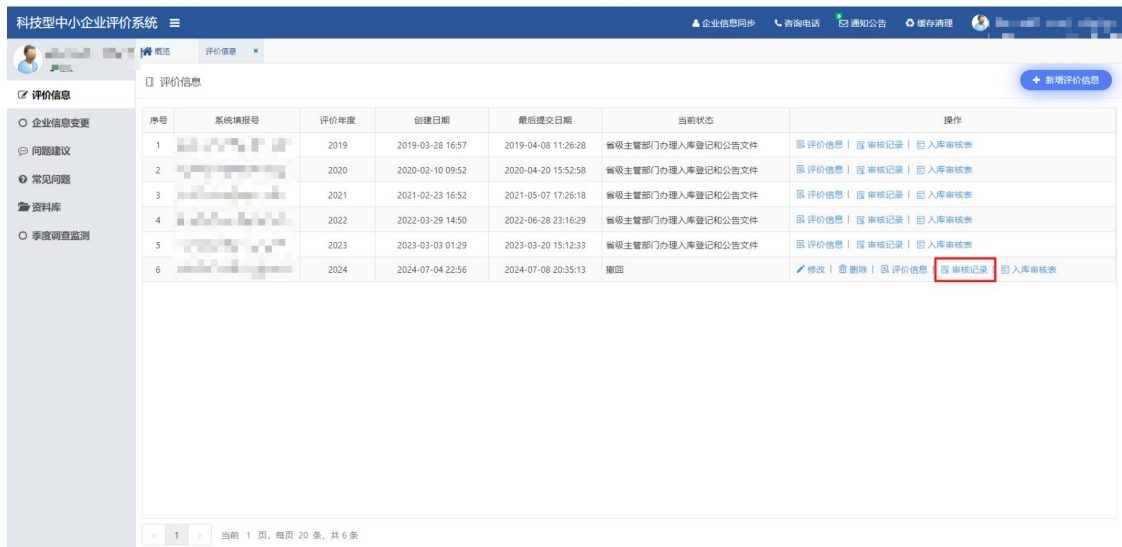 科技型中小企业评价系统
企业信息同步 咨询电话 通知公告 缓存清理
概览 评价信息 ×
评价信息
企业信息变更
问题建议
常见问题
资料库
季度调查监测
评价信息
+ 新增评价信息
序号 系统填报号 评价年度 创建日期 最后提交日期 当前状态 操作
1 2019 2019-03-28 16:57 2019-04-08 11:26:28 省级主管部门办理入库登记和公告文件 评价信息 | 审核记录 | 入库审核表
2 2020 2020-02-10 09:52 2020-04-20 15:52:58 省级主管部门办理入库登记和公告文件 评价信息 | 审核记录 | 入库审核表
3 2021 2021-02-23 16:52 2021-05-07 17:26:18 省级主管部门办理入库登记和公告文件 评价信息 | 审核记录 | 入库审核表
4 2022 2022-03-29 14:50 2022-06-28 23:16:29 省级主管部门办理入库登记和公告文件 评价信息 | 审核记录 | 入库审核表
5 2023 2023-03-03 01:29 2023-03-20 15:12:33 省级主管部门办理入库登记和公告文件 评价信息 | 审核记录 | 入库审核表
6 2024 2024-07-04 22:56 2024-07-08 20:35:13 撤回 修改 | 删除 | 评价信息 | 审核记录 | 入库审核表
< 1 > 当前 1 页, 每页 20 条, 共 6 条